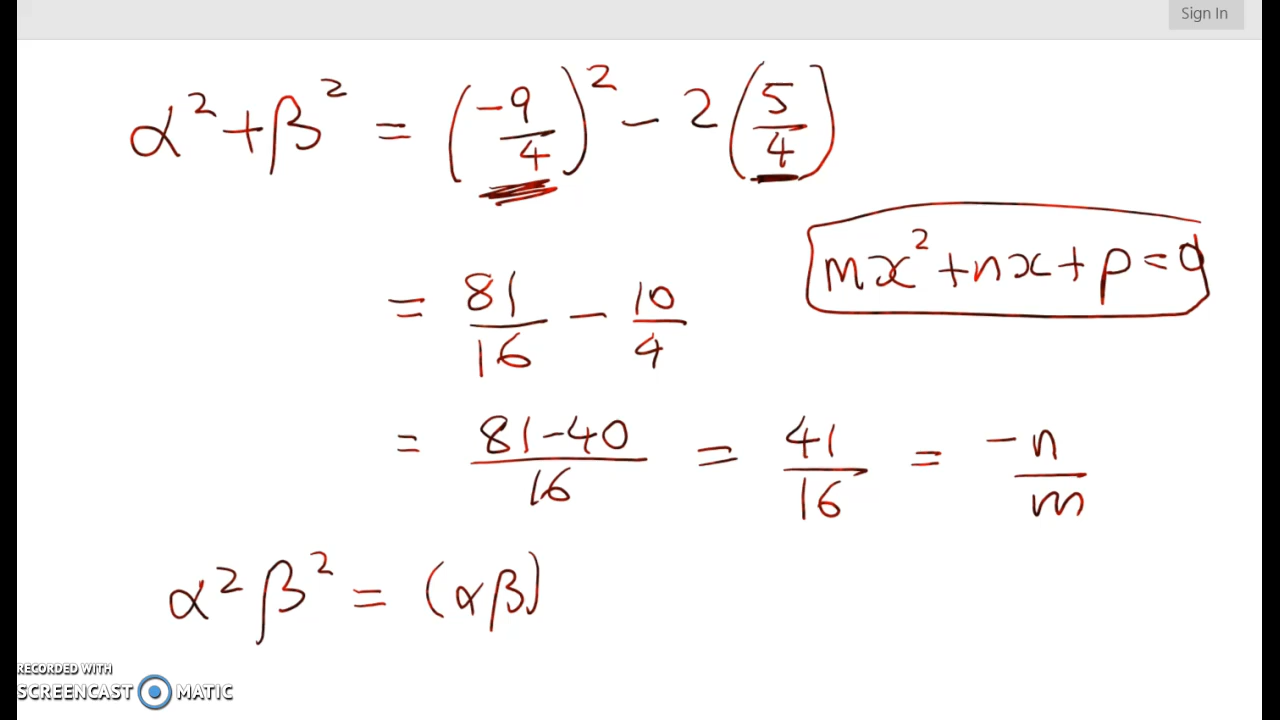 Sign In
α² + β² = (-9/4)² - 2(5/4)
mx² + nx + p = 0
= 81/16 - 10/4
= 81-40/16 = 41/16 = -n/m
α²β² = (αβ)
RECORDED WITH
SCREENCAST MATIC